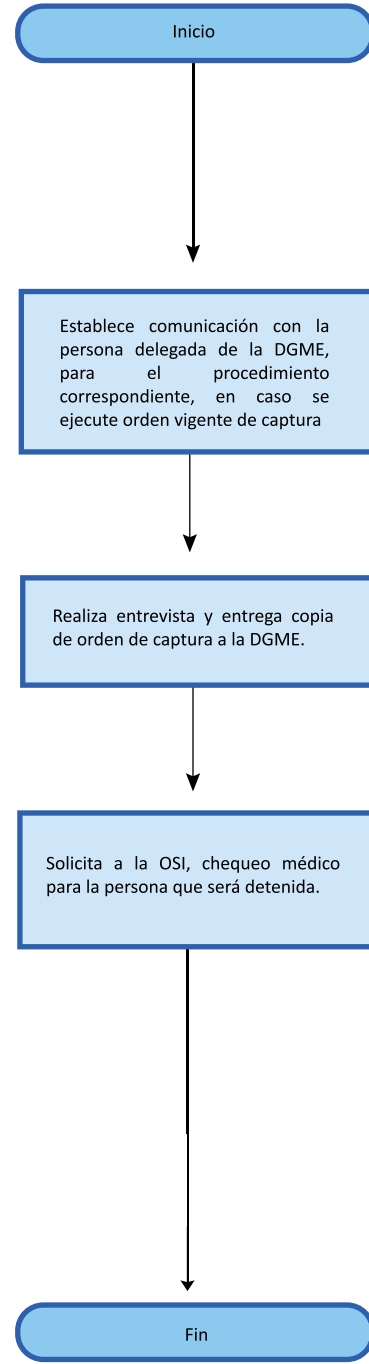 Inicio
Establece comunicación con la
persona delegada de la DGME,
para el procedimiento
correspondiente, en caso se
ejecute orden vigente de captura
Realiza entrevista y entrega copia
de orden de captura a la DGME.
Solicita a la OSI, chequeo médico
para la persona que será detenida.
Fin